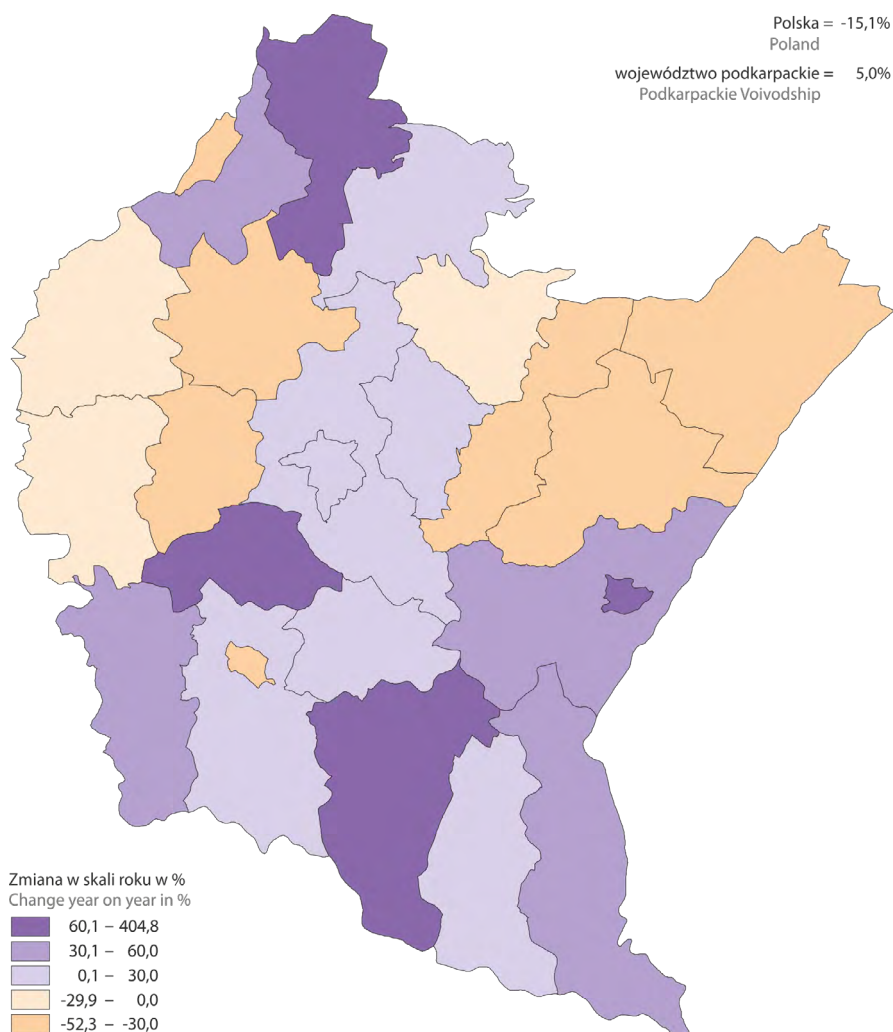 Polska = -15,1%
Poland
województwo podkarpackie = 5,0%
Podkarpackie Voivodship
Zmiana w skali roku w %
Change year on year in %
60,1 – 404,8
30,1 – 60,0
0,1 – 30,0
-29,9 – 0,0
-52,3 – -30,0